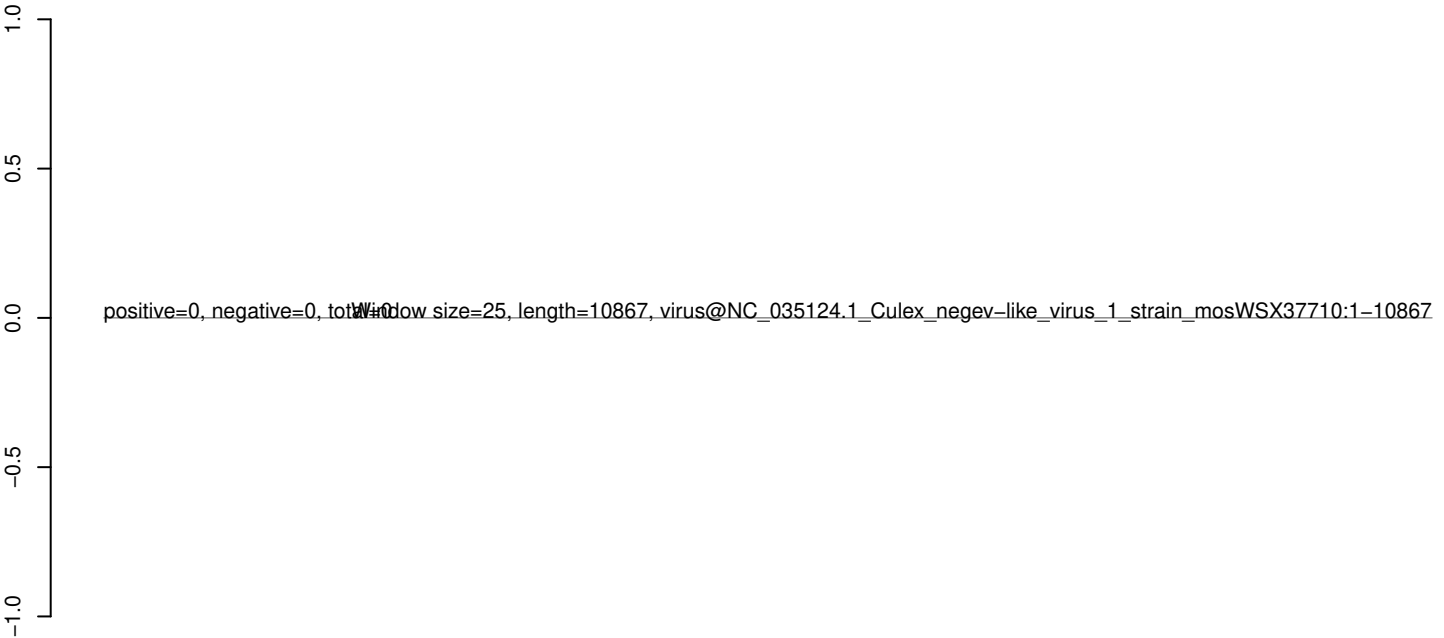 1.0
0.5
0.0
−0.5
−1.0
positive=0, negative=0, total=0
Window size=25, length=10867, virus@NC_035124.1_Culex_negev−like_virus_1_strain_mosWSX37710:1−10867